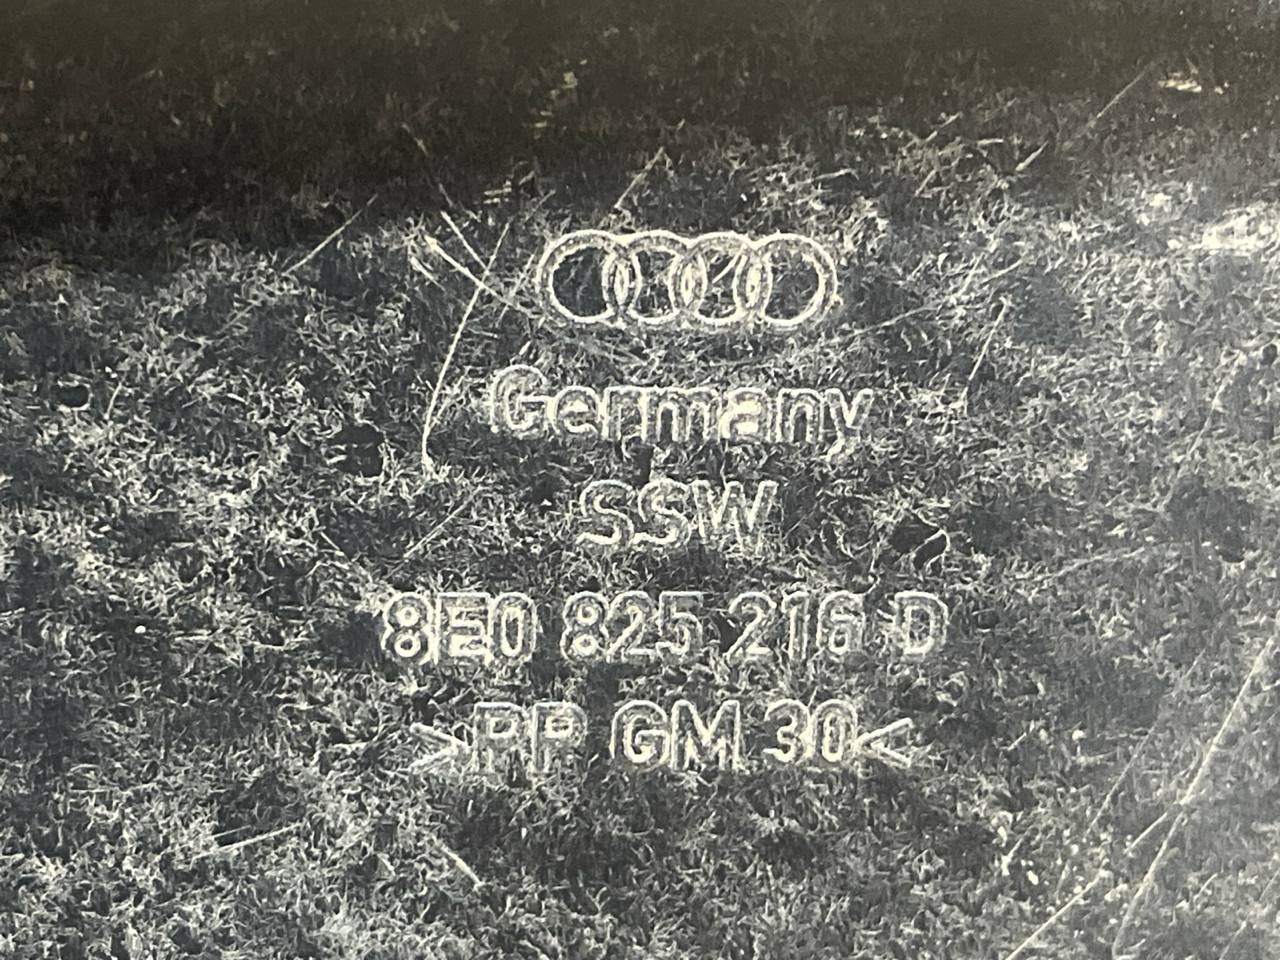 Germany
SSW
8E0 825 216 D
>PP GM 30<